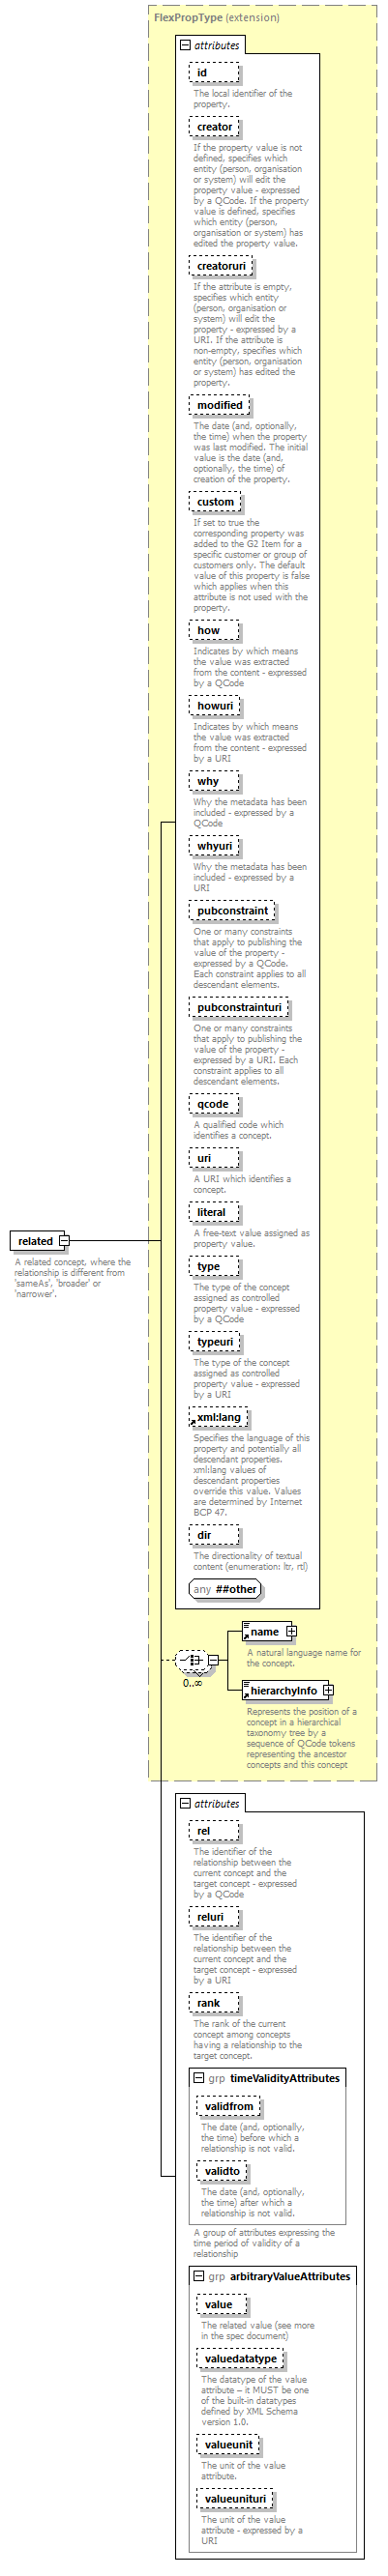 FlexPropType (extension)
attributes
id
The local identifier of the
property.
creator
If the property value is not
defined, specifies which
entity (person, organisation
or system) will edit the
property value - expressed
by a QCode. If the property
value is defined, specifies
which entity (person,
organisation or system) has
edited the property value.
creatoruri
If the attribute is empty,
specifies which entity
(person, organisation or
system) will edit the
property - expressed by a
URI. If the attribute is
non-empty, specifies which
entity (person, organisation
or system) has edited the
property.
modified
The date (and, optionally,
the time) when the property
was last modified. The initial
value is the date (and,
optionally, the time) of
creation of the property.
custom
If set to true the
corresponding property was
added to the G2 Item for a
specific customer or group of
customers only. The default
value of this property is false
which applies when this
attribute is not used with the
property.
how
Indicates by which means
the value was extracted
from the content - expressed
by a QCode
howuri
Indicates by which means
the value was extracted
from the content - expressed
by a URI
why
Why the metadata has been
included - expressed by a
QCode
whyuri
Why the metadata has been
included - expressed by a
URI
pubconstraint
One or many constraints
that apply to publishing the
value of the property -
expressed by a QCode.
Each constraint applies to all
descendant elements.
pubconstrainturi
One or many constraints
that apply to publishing the
value of the property -
expressed by a URI. Each
constraint applies to all
descendant elements.
qcode
A qualified code which
identifies a concept.
uri
A URI which identifies a
concept.
literal
A free-text value assigned as
property value.
type
The type of the concept
assigned as controlled
property value - expressed
by a QCode
typeuri
The type of the concept
assigned as controlled
property value - expressed
by a URI
xml:lang
Specifies the language of this
property and potentially all
descendant properties.
xml:lang values of
descendant properties
override this value. Values
are determined by Internet
BCP 47.
dir
The directionality of textual
content (enumeration: ltr, rtl)
any ##other
related
A related concept, where the
relationship is different from
'sameAs', 'broader' or
'narrower'.
0..∞
name
A natural language name for
the concept.
hierarchyInfo
Represents the position of a
concept in a hierarchical
taxonomy tree by a
sequence of QCode tokens
representing the ancestor
concepts and this concept
attributes
rel
The identifier of the
relationship between the
current concept and the
target concept - expressed
by a QCode
reluri
The identifier of the
relationship between the
current concept and the
target concept - expressed
by a URI
rank
The rank of the current
concept among concepts
having a relationship to the
target concept.
grp timeValidityAttributes
validfrom
The date (and, optionally,
the time) before which a
relationship is not valid.
validto
The date (and, optionally,
the time) after which a
relationship is not valid.
A group of attributes expressing the
time period of validity of a
relationship
grp arbitraryValueAttributes
value
The related value (see more
in the spec document)
valuedatatype
The datatype of the value
attribute – it MUST be one
of the built-in datatypes
defined by XML Schema
version 1.0.
valueunit
The unit of the value
attribute.
valueunituri
The unit of the value
attribute - expressed by a
URI